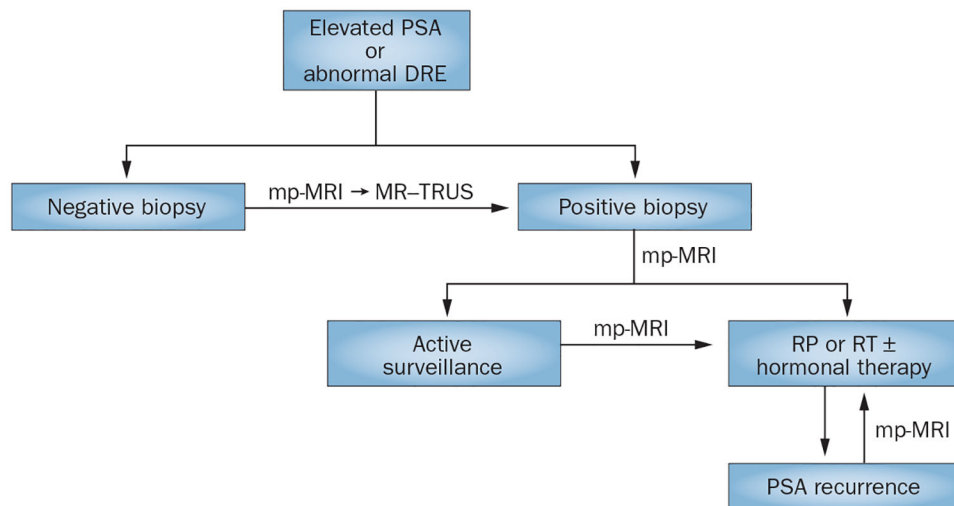 Elevated PSA
or
abnormal DRE
Negative biopsy
mp-MRI → MR–TRUS
Positive biopsy
mp-MRI
Active
surveillance
mp-MRI
RP or RT ±
hormonal therapy
mp-MRI
PSA recurrence